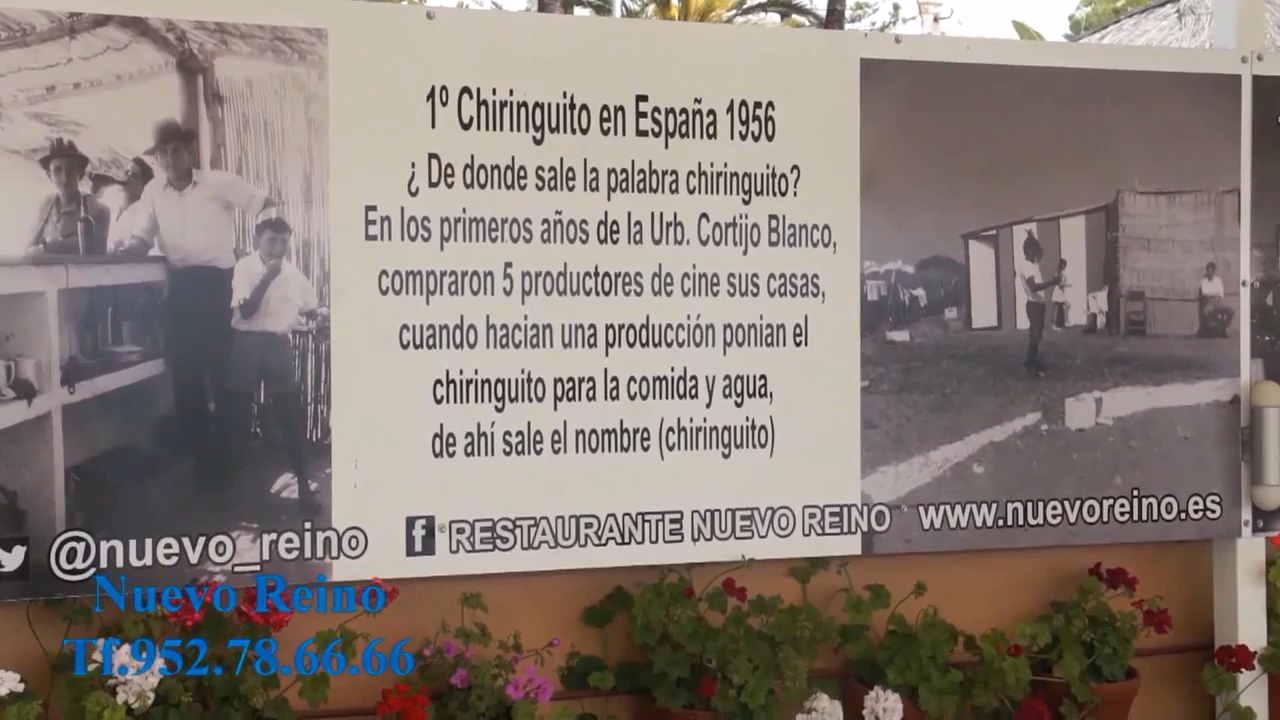 1º Chiringuito en España 1956
¿ De donde sale la palabra chiringuito?
En los primeros años de la Urb. Cortijo Blanco,
compraron 5 productores de cine sus casas,
cuando hacian una producción ponian el
chiringuito para la comida y agua,
de ahí sale el nombre (chiringuito)
@nuevo_reino
f RESTAURANTE NUEVO REINO
www.nuevoreino.es
Nuevo Reino
Tf.952.78.66.66